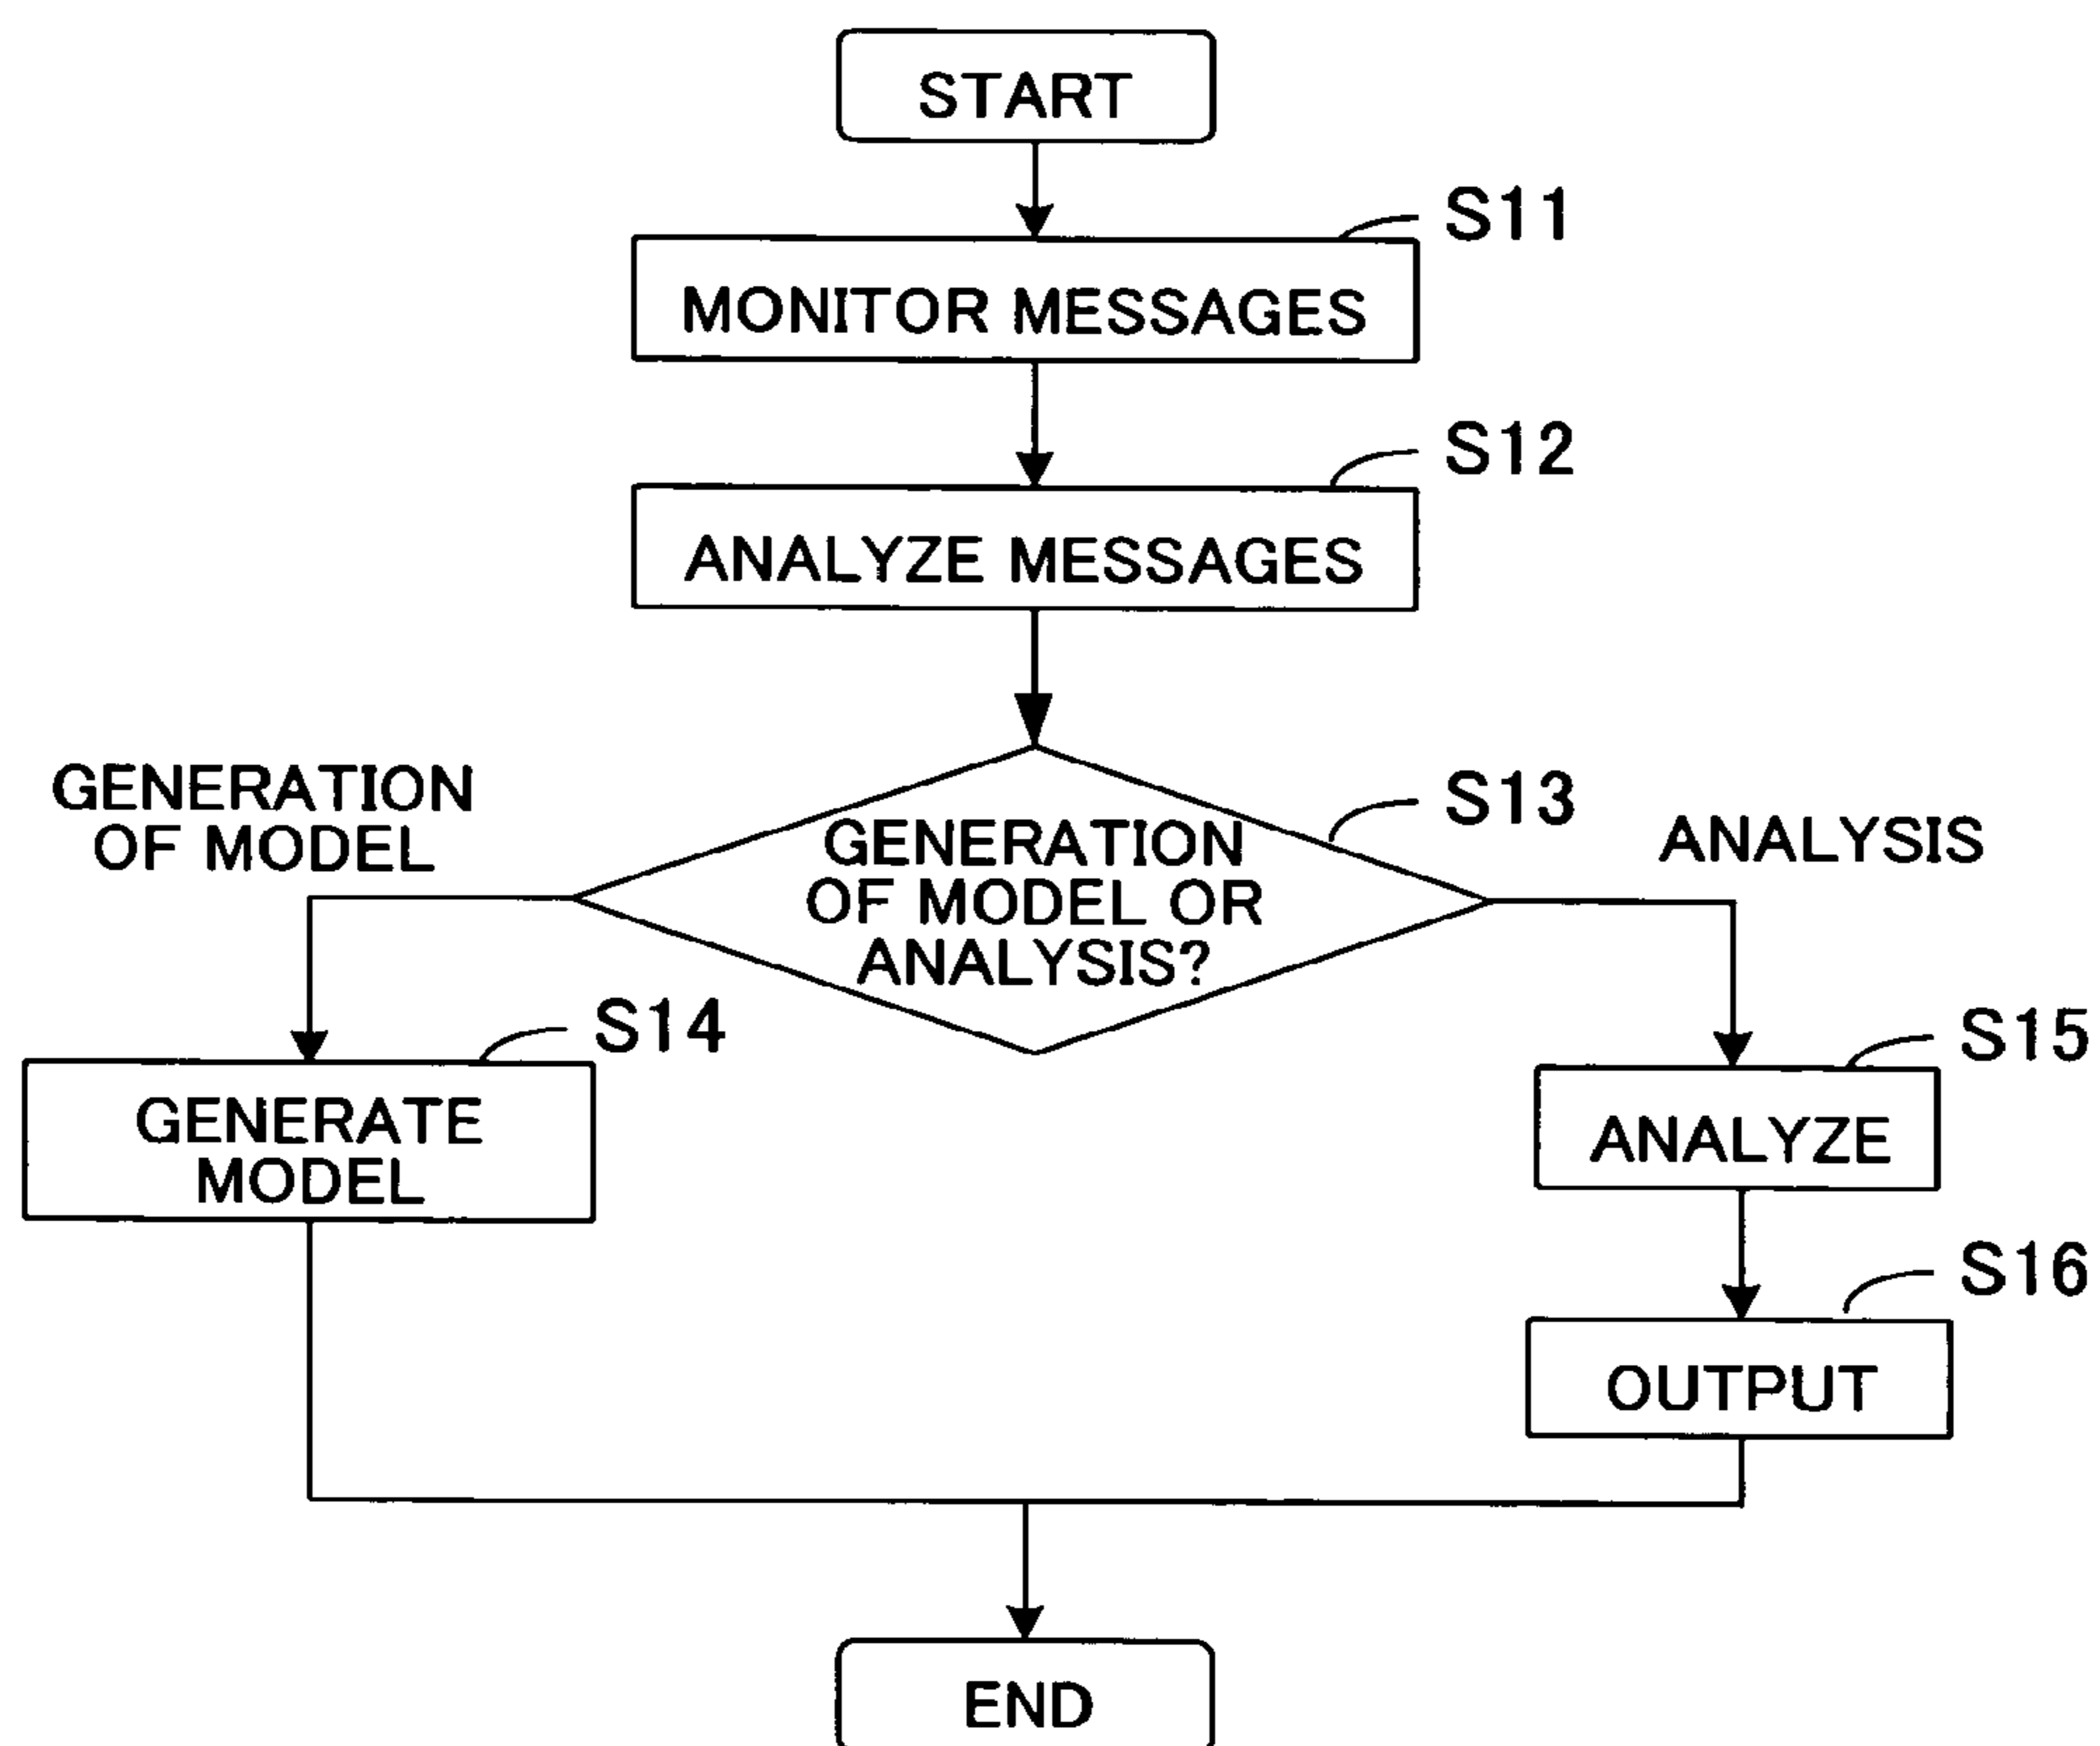 START
S11
MONITOR MESSAGES
S12
ANALYZE MESSAGES
GENERATION
OF MODEL
S13
GENERATION
OF MODEL OR
ANALYSIS?
ANALYSIS
S14
GENERATE
MODEL
S15
ANALYZE
S16
OUTPUT
END